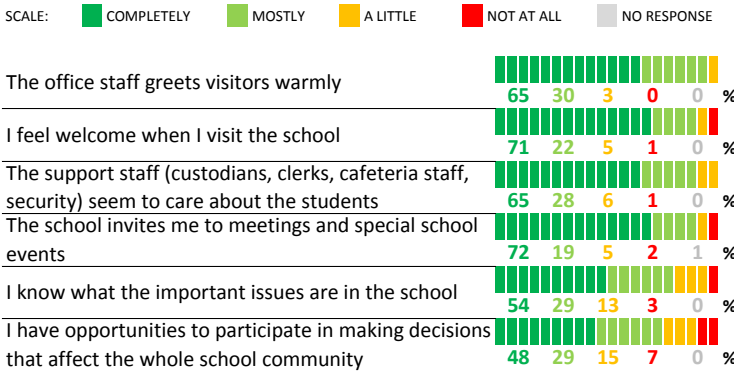 SCALE: COMPLETELY MOSTLY A LITTLE NOT AT ALL NO RESPONSE
The office staff greets visitors warmly
65 30 3 0 0 %
I feel welcome when I visit the school
71 22 5 1 0 %
The support staff (custodians, clerks, cafeteria staff,
security) seem to care about the students
65 28 6 1 0 %
The school invites me to meetings and special school
events
72 19 5 2 1 %
I know what the important issues are in the school
54 29 13 3 0 %
I have opportunities to participate in making decisions
that affect the whole school community
48 29 15 7 0 %